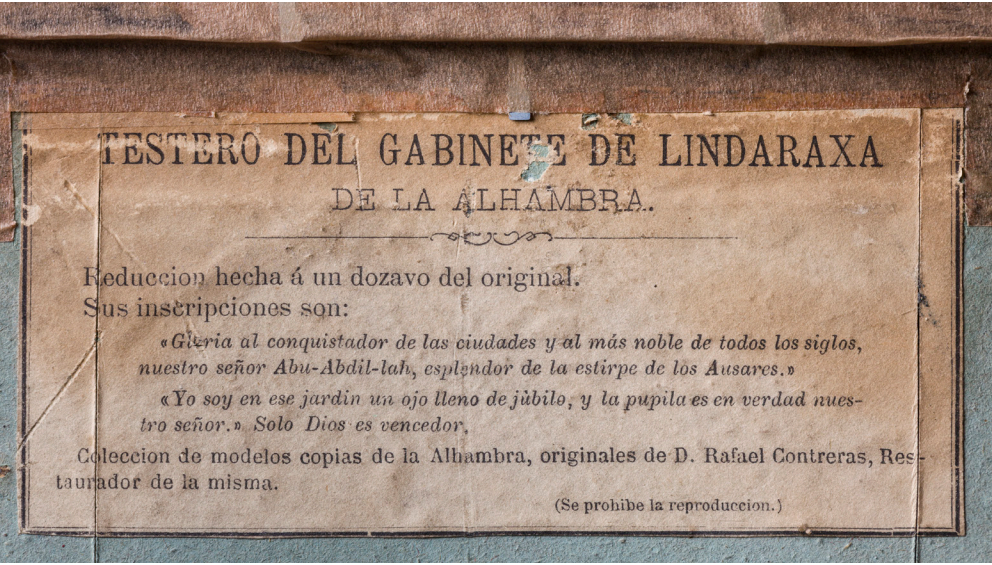 TESTERO DEL GABINETE DE LINDARAXA
DE LA ALHAMBRA.
Reduccion hecha á un dozavo del original.
Sus inscripciones son:
«Gloria al conquistador de las ciudades y al más noble de todos los siglos,
nuestro señor Abu-Abdil-lah, esplendor de la estirpe de los Ausares.»
«Yo soy en ese jardin un ojo lleno de júbilo, y la pupila es en verdad nues-
tro señor.» Solo Dios es vencedor.
Coleccion de modelos copias de la Alhambra, originales de D. Rafael Contreras, Res-
taurador de la misma.
(Se prohibe la reproduccion.)